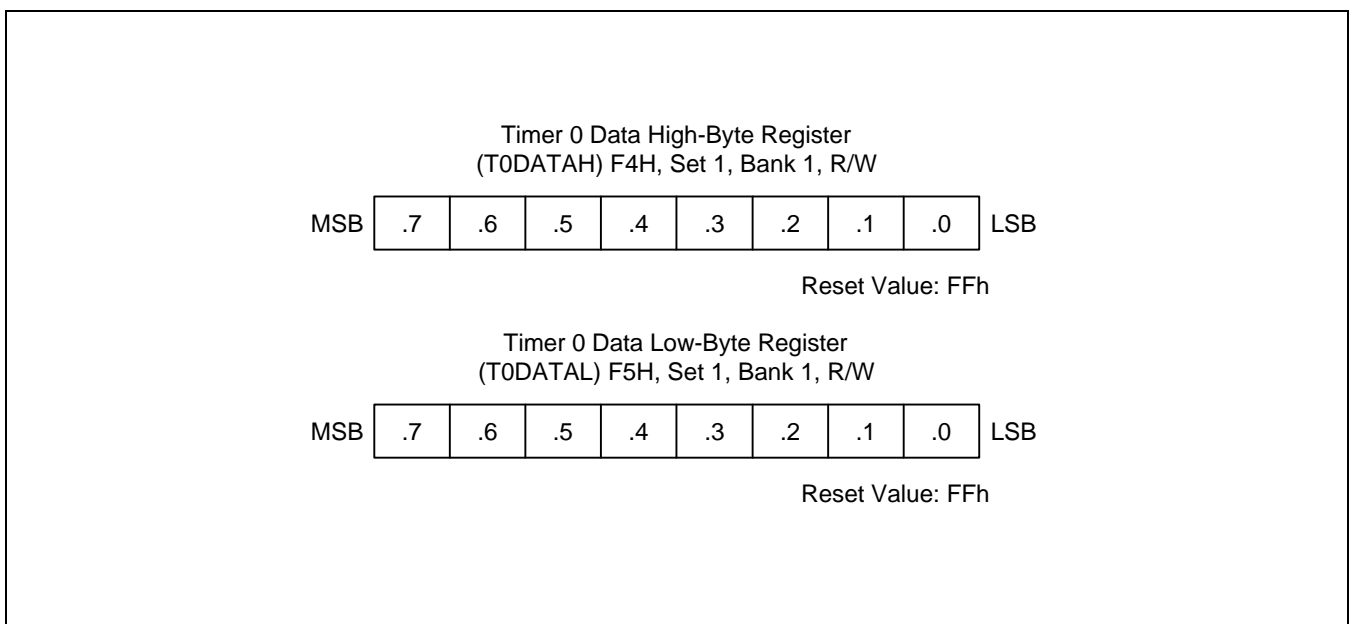 Timer 0 Data High-Byte Register
(T0DATAH) F4H, Set 1, Bank 1, R/W
MSB .7 .6 .5 .4 .3 .2 .1 .0 LSB
Reset Value: FFh
Timer 0 Data Low-Byte Register
(T0DATAL) F5H, Set 1, Bank 1, R/W
MSB .7 .6 .5 .4 .3 .2 .1 .0 LSB
Reset Value: FFh